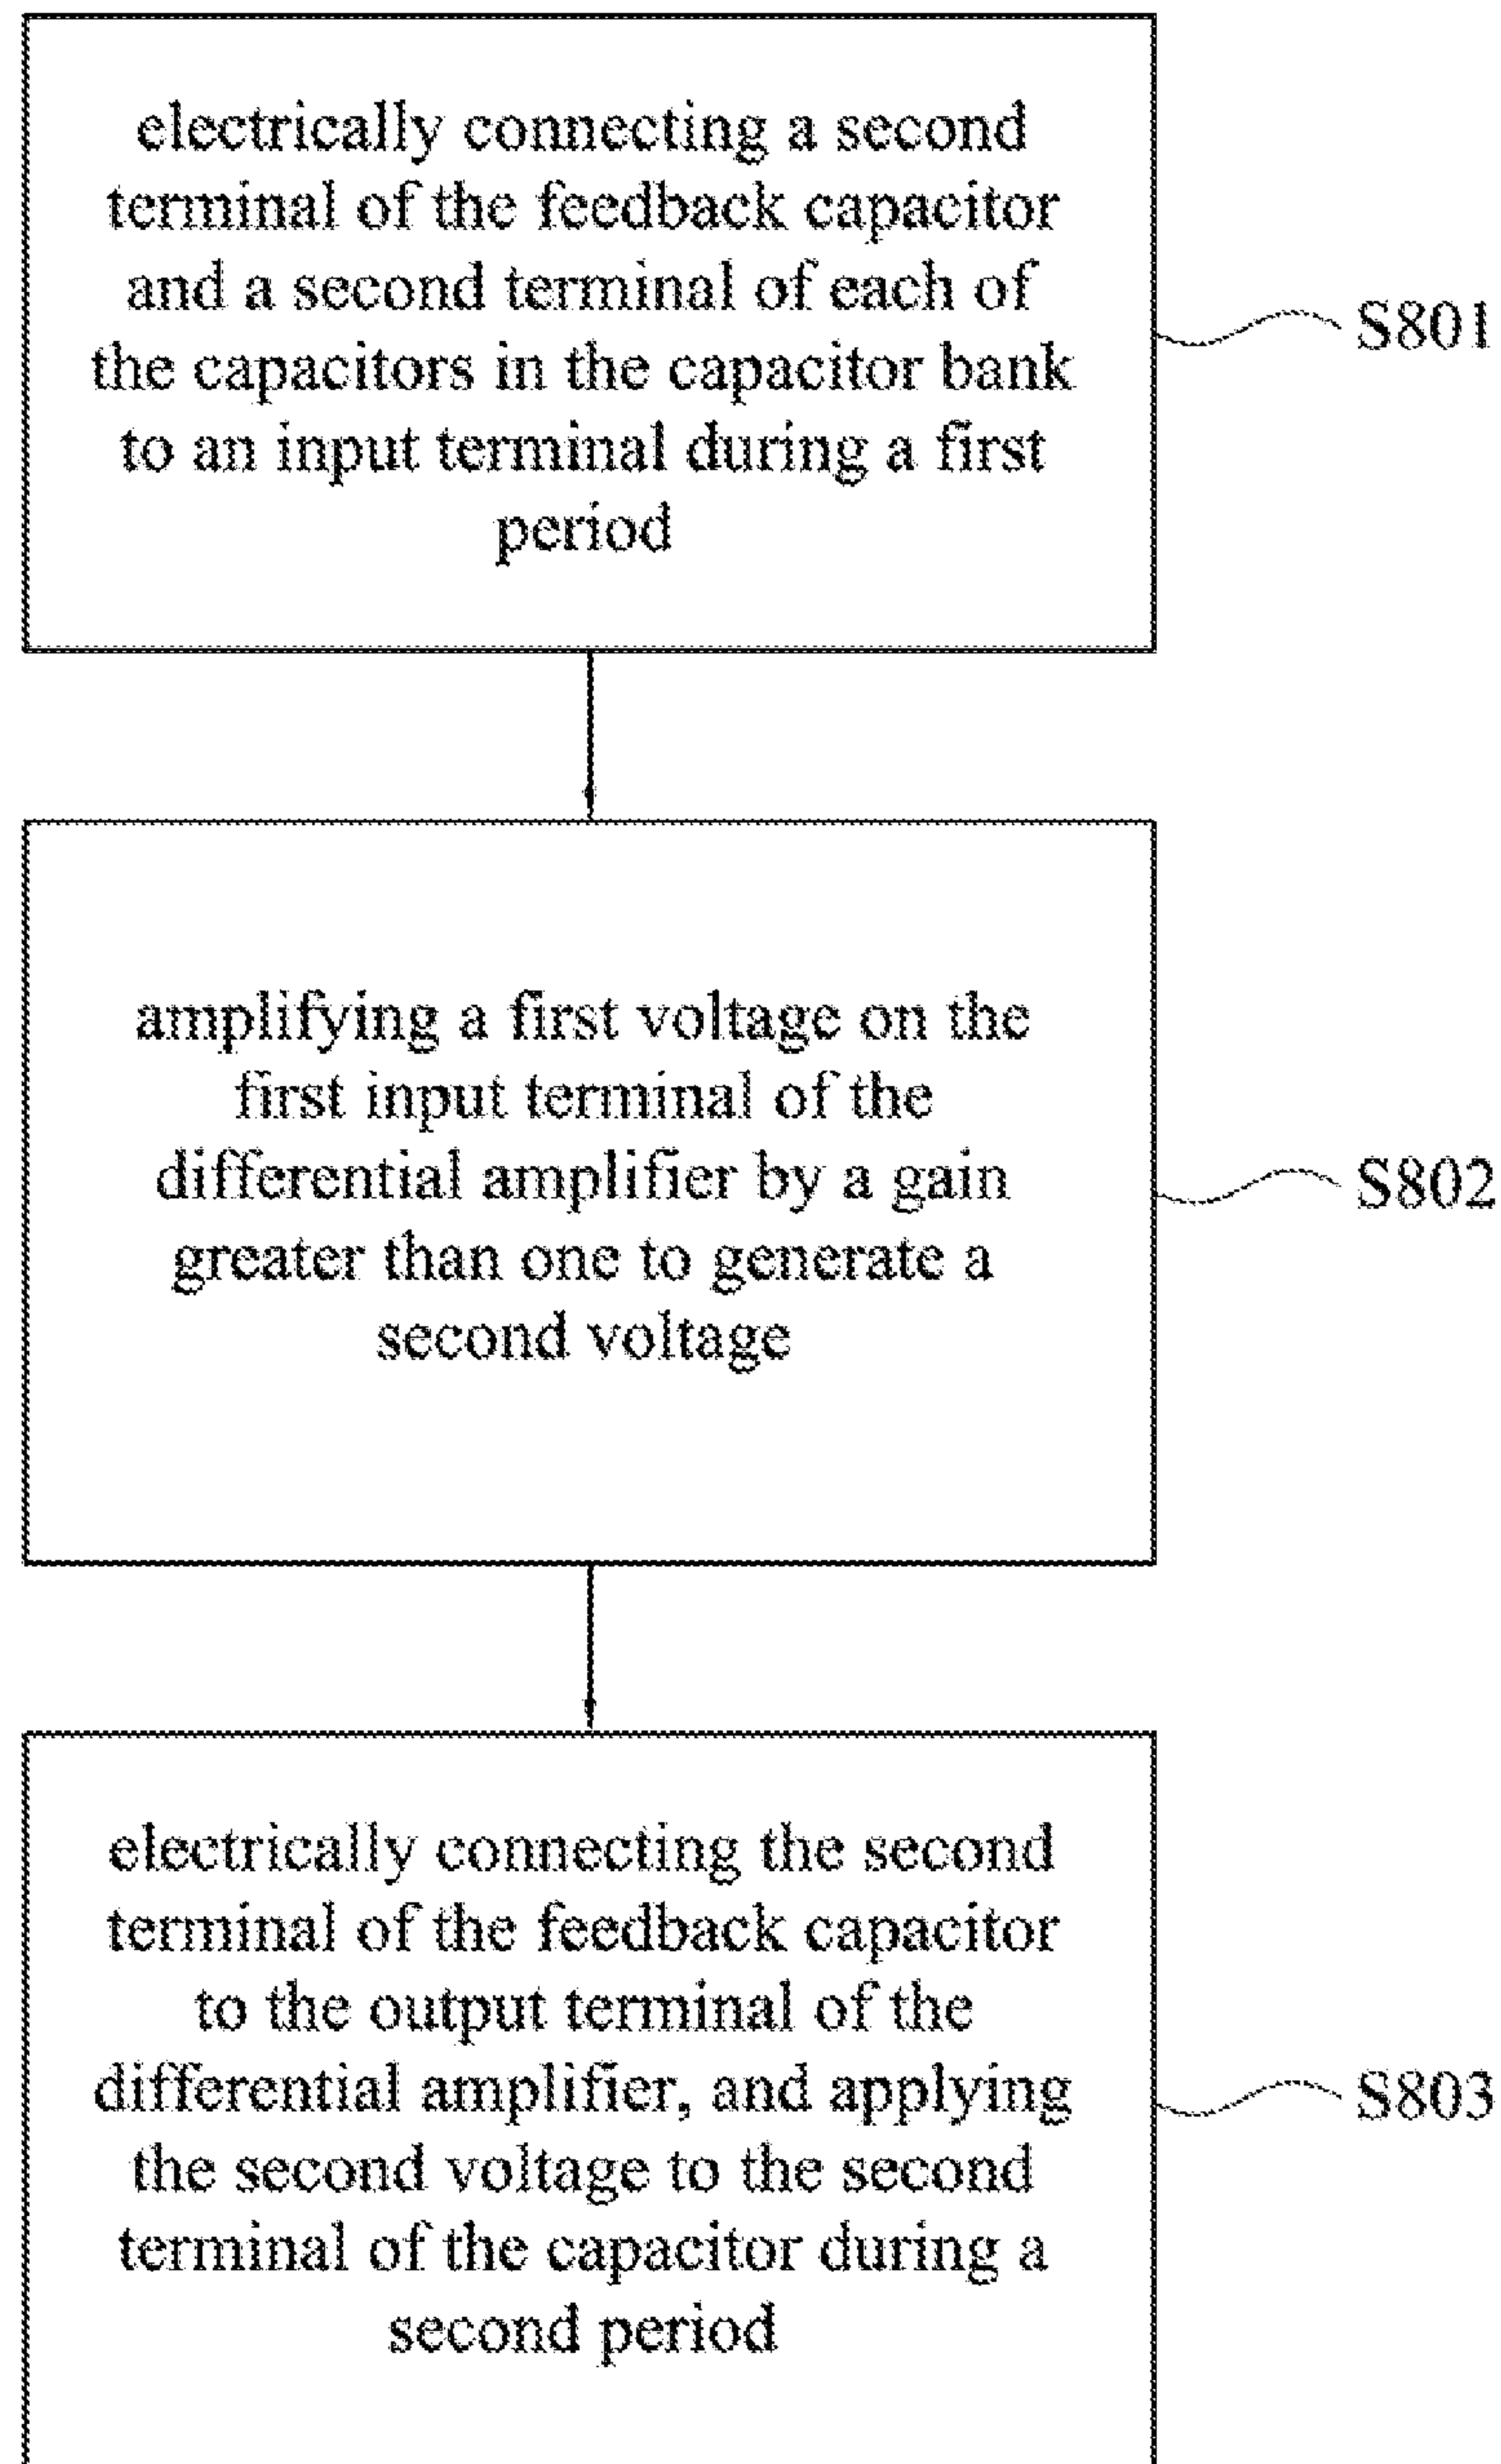 electrically connecting a second
terminal of the feedback capacitor
and a second terminal of each of
the capacitors in the capacitor bank
to an input terminal during a first
period
S801
amplifying a first voltage on the
first input terminal of the
differential amplifier by a gain
greater than one to generate a
second voltage
S802
electrically connecting the second
terminal of the feedback capacitor
to the output terminal of the
differential amplifier, and applying
the second voltage to the second
terminal of the capacitor during a
second period
S803